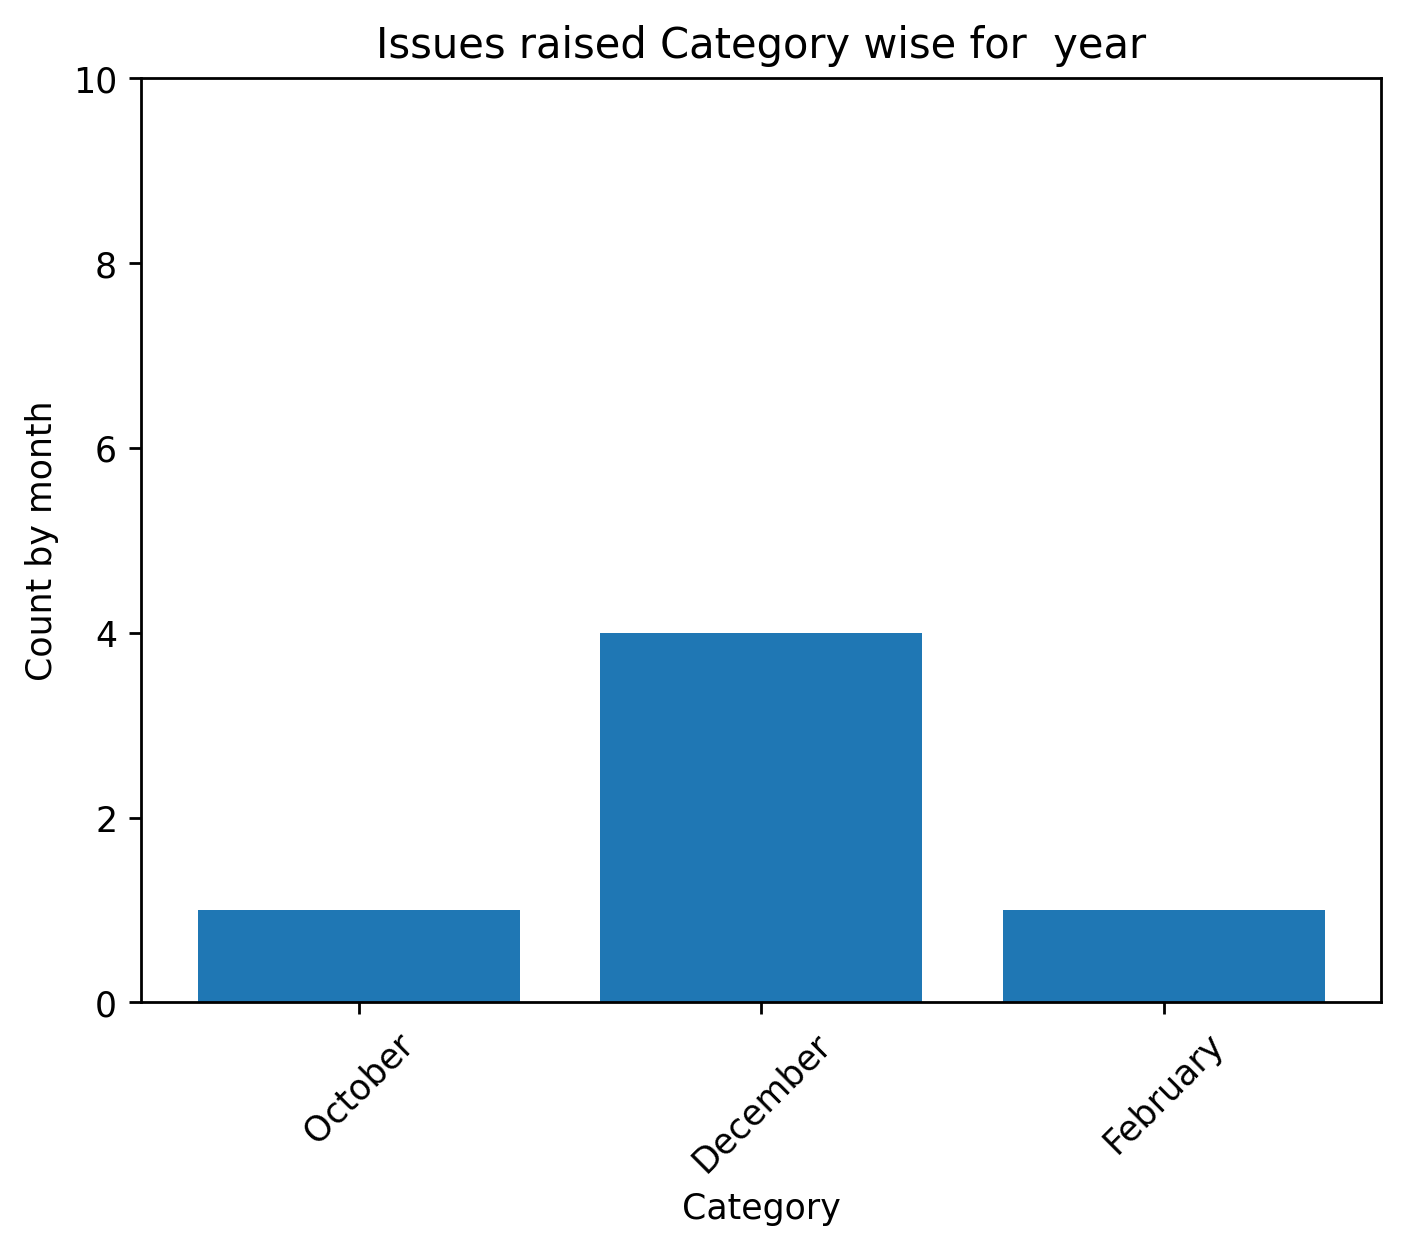 Issues raised Category wise for  year
10
8
6
4
2
0
Count by month
October
December
February
Category